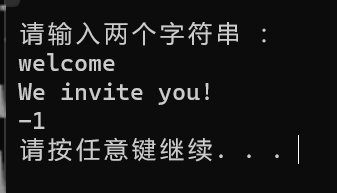 请输入两个字符串 ：
welcome
We invite you!
-1
请按任意键继续. . .